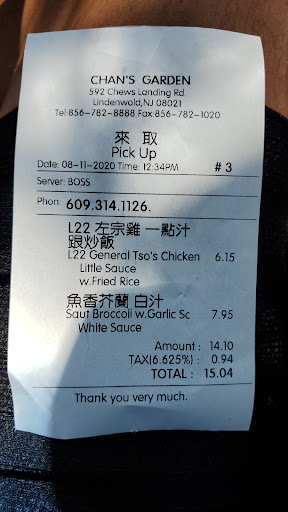 CHAN'S GARDEN
592 Chews Landing Rd.
Lindenwold,NJ 08021
Tel:856-782-8888 Fax:856-782-1020
來 取
Pick Up
Date: 08-11-2020 Time: 12:34PM # 3
Server: BOSS
Phon: 609.314.1126.
L22 左宗雞 一點汁
跟炒飯
L22 General Tso's Chicken 6.15
Little Sauce
w.Fried Rice
魚香芥蘭 白汁
Saut Broccoil w.Garlic Sc 7.95
White Sauce
Amount : 14.10
TAX(6.625%) : 0.94
TOTAL : 15.04
Thank you very much.